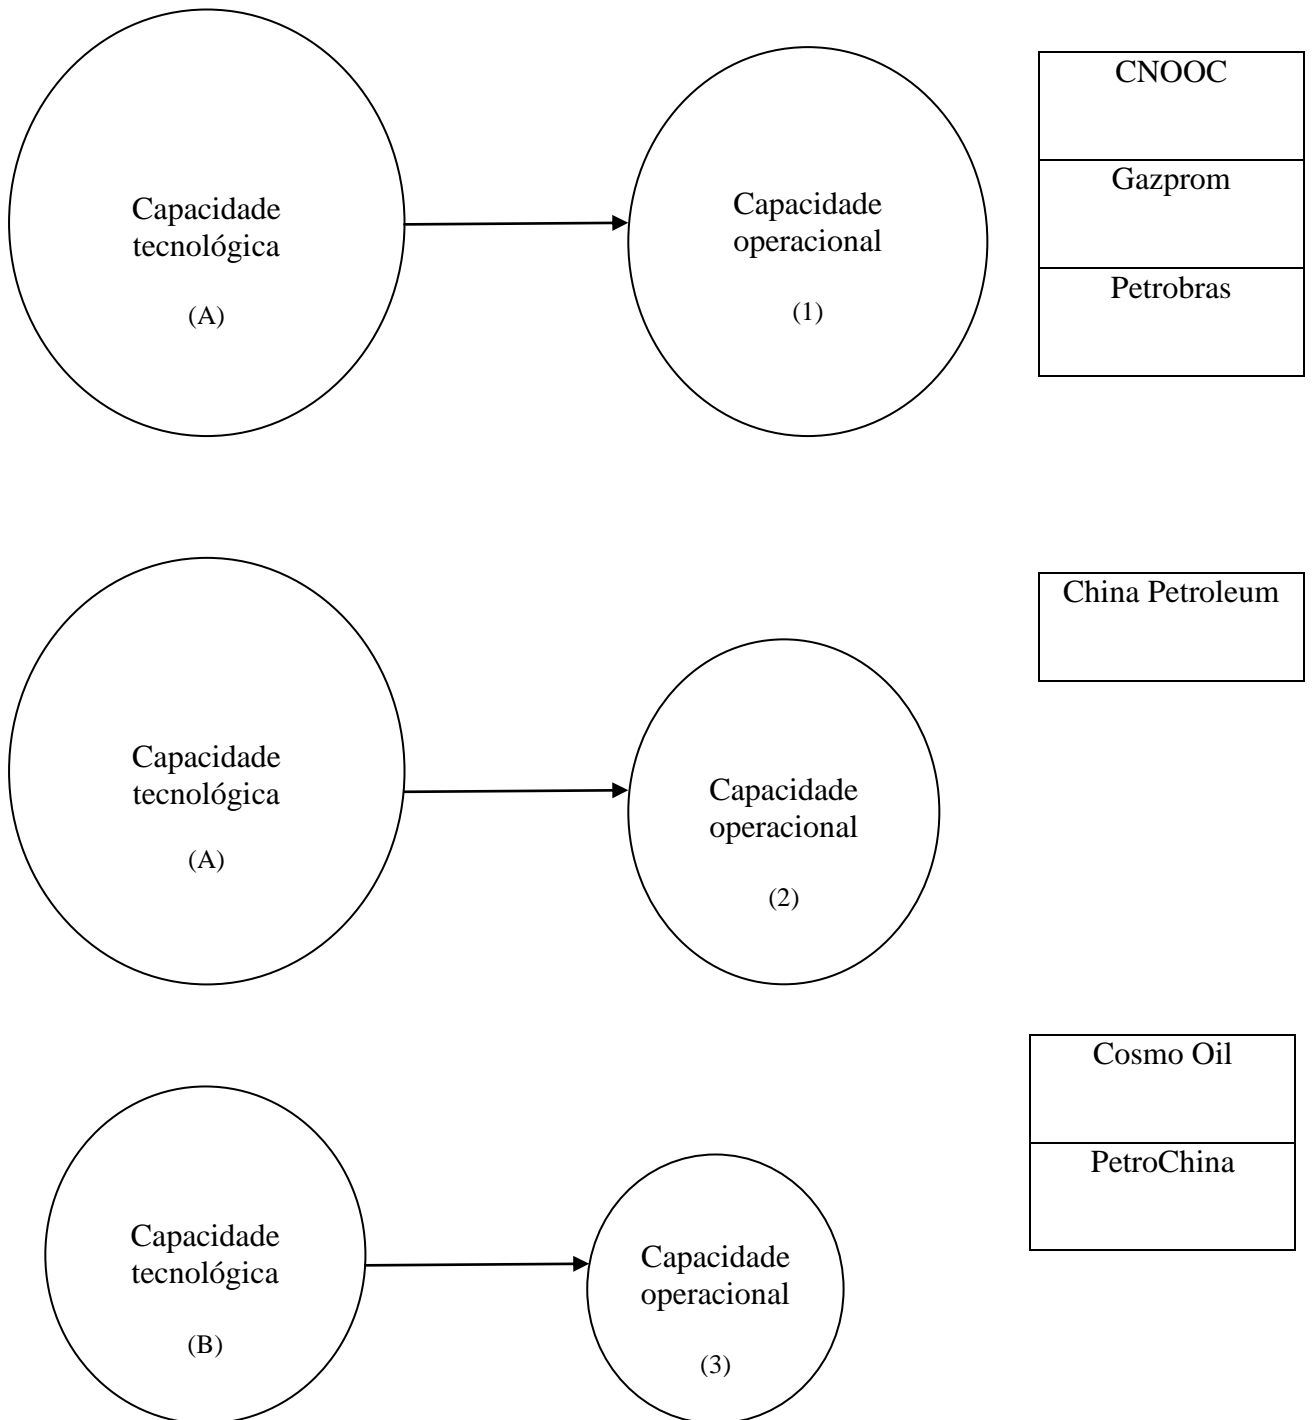 Capacidade
tecnológica
(A)
Capacidade
operacional
(1)
CNOOC
Gazprom
Petrobras
Capacidade
tecnológica
(A)
Capacidade
operacional
(2)
China Petroleum
Capacidade
tecnológica
(B)
Capacidade
operacional
(3)
Cosmo Oil
PetroChina